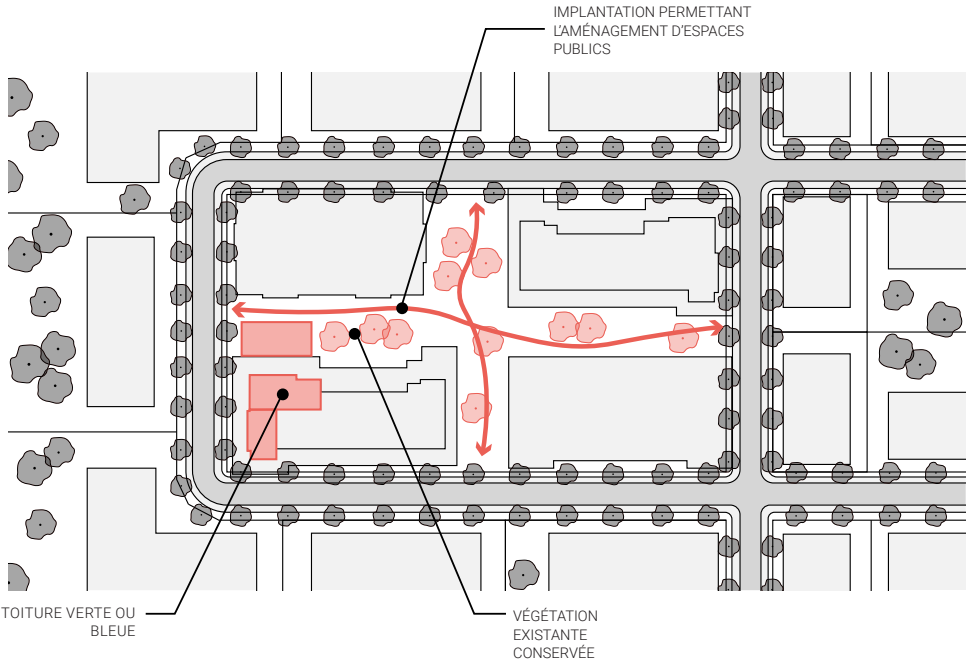 IMPLANTATION PERMETTANT
L'AMÉNAGEMENT D'ESPACES
PUBLICS
TOITURE VERTE OU
BLEUE
VÉGÉTATION
EXISTANTE
CONSERVÉE